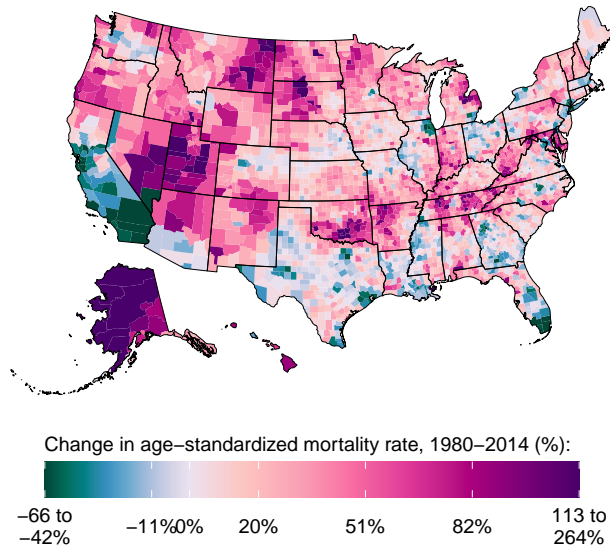 Change in age−standardized mortality rate, 1980−2014 (%):
−66 to −42%
−11%
0%
20%
51%
82%
113 to 264%